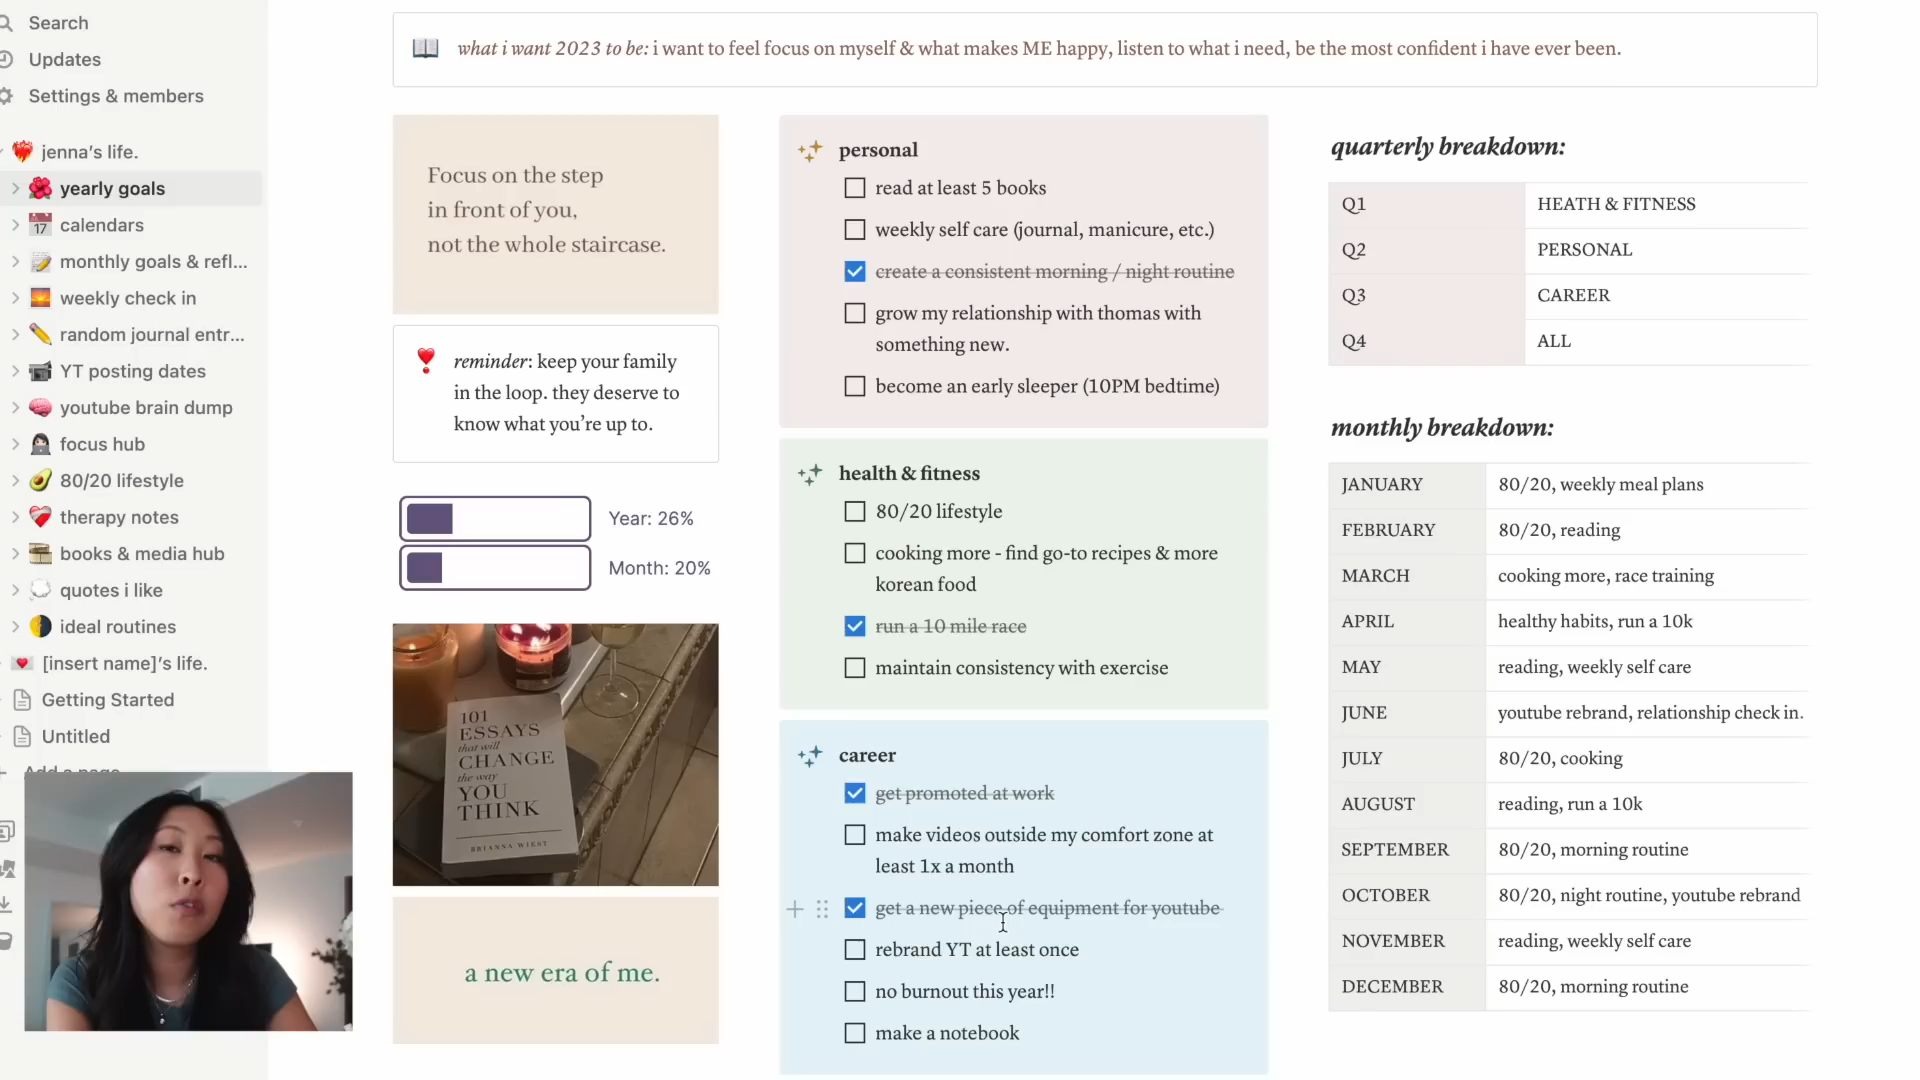 Search
Updates
Settings & members
jenna's life.
yearly goals
calendars
monthly goals & refl...
weekly check in
random journal entr...
YT posting dates
youtube brain dump
focus hub
80/20 lifestyle
therapy notes
books & media hub
quotes i like
ideal routines
[insert name]'s life.
Getting Started
Untitled
Add a page
17
what i want 2023 to be: i want to feel focus on myself & what makes ME happy, listen to what i need, be the most confident i have ever been.
Focus on the step
in front of you,
not the whole staircase.
reminder: keep your family
in the loop. they deserve to
know what you're up to.
Year: 26%
Month: 20%
101
ESSAYS
that will
CHANGE
the way
YOU
THINK
BRIANNA WIEST
a new era of me.
personal
read at least 5 books
weekly self care (journal, manicure, etc.)
create a consistent morning / night routine
grow my relationship with thomas with
something new.
become an early sleeper (10PM bedtime)
health & fitness
80/20 lifestyle
cooking more - find go-to recipes & more
korean food
run a 10 mile race
maintain consistency with exercise
career
get promoted at work
make videos outside my comfort zone at
least 1x a month
get a new piece of equipment for youtube
rebrand YT at least once
no burnout this year!!
make a notebook
quarterly breakdown:
Q1 HEATH & FITNESS
Q2 PERSONAL
Q3 CAREER
Q4 ALL
monthly breakdown:
JANUARY 80/20, weekly meal plans
FEBRUARY 80/20, reading
MARCH cooking more, race training
APRIL healthy habits, run a 10k
MAY reading, weekly self care
JUNE youtube rebrand, relationship check in.
JULY 80/20, cooking
AUGUST reading, run a 10k
SEPTEMBER 80/20, morning routine
OCTOBER 80/20, night routine, youtube rebrand
NOVEMBER reading, weekly self care
DECEMBER 80/20, morning routine